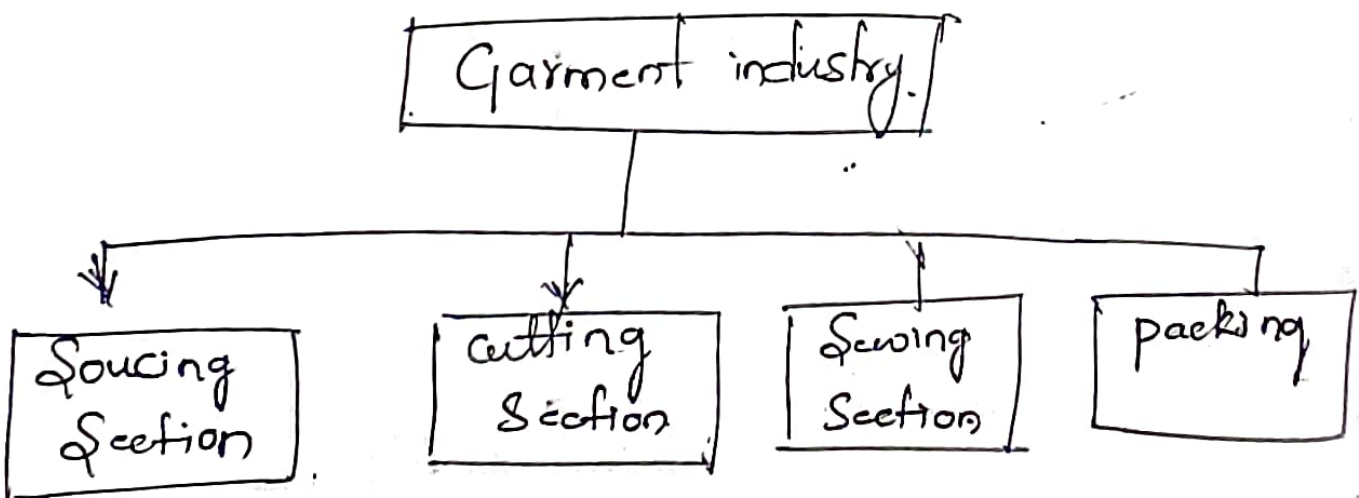 Garment industry.
Soucing
Section
cutting
Section
Sewing
Section
packing